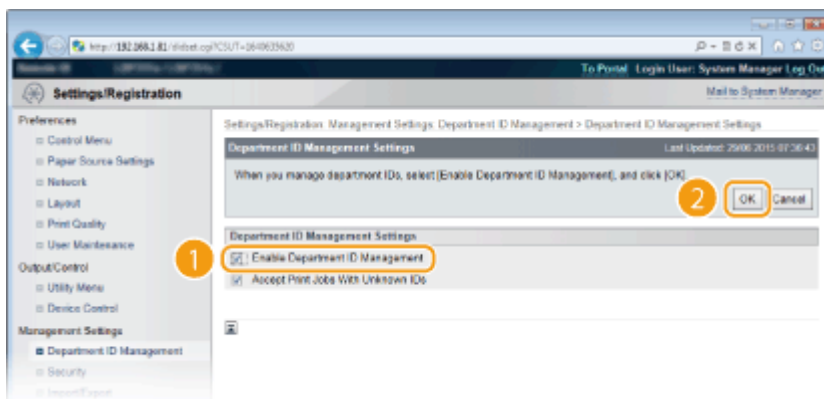 http://192.168.1.81/
To Portal Login User: System Manager Log Ou
Settings/Registration
Mail to System Manager
Preferences
Control Menu
Paper Source Settings
Network
Layout
Print Quality
User Maintenance
Output/Control
Utility Menu
Device Control
Management Settings
Department ID Management
Security
Import/Export
Settings/Registration: Management Settings: Department ID Management > Department ID Management Settings
Department ID Management Settings
Last Updated: 29/06 2015 07:36:43
When you manage department IDs, select [Enable Department ID Management], and click [OK].
2
OK
Cancel
Department ID Management Settings
1
Enable Department ID Management
Accept Print Jobs With Unknown IDs